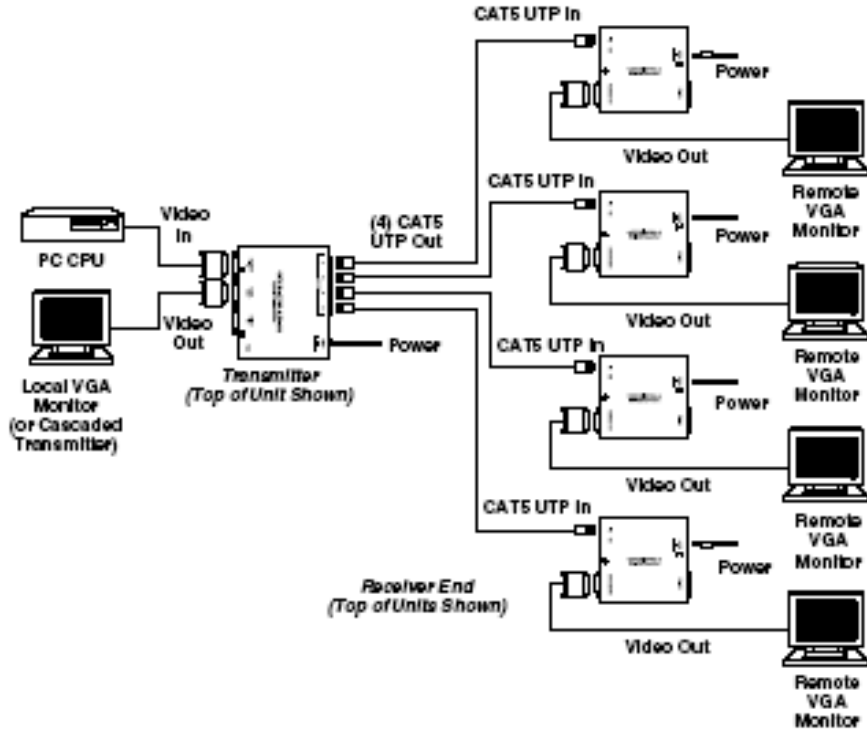 CAT5 UTP In
Power
Video Out
Remote
VGA
Monitor
CAT5 UTP In
Power
Video Out
Remote
VGA
Monitor
Video
In
(4) CAT5
UTP Out
PC CPU
Video
Out
Power
Transmitter
(Top of Unit Shown)
Local VGA
Monitor
(or Cascaded
Transmitter)
CAT5 UTP In
Power
Video Out
Remote
VGA
Monitor
CAT5 UTP In
Power
Receiver End
(Top of Units Shown)
Video Out
Remote
VGA
Monitor